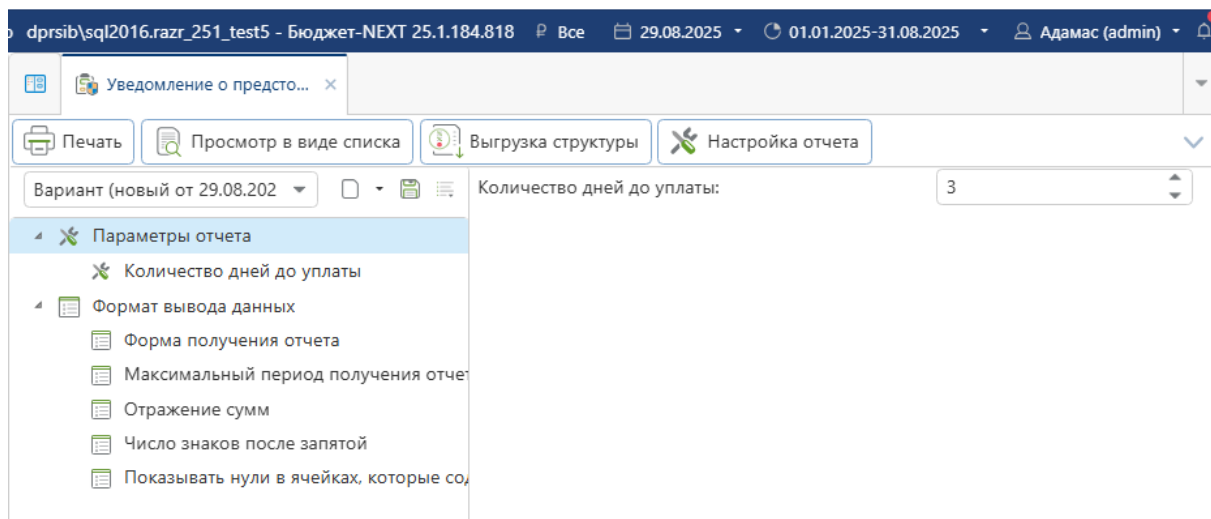 dprsib\sql2016.razr_251_test5 - Бюджет-NEXT 25.1.184.818 ₽ Все 29.08.2025 01.01.2025-31.08.2025 Адамас (admin)
Уведомление о предсто... ×
Печать Просмотр в виде списка Выгрузка структуры Настройка отчета
Вариант (новый от 29.08.202 Количество дней до уплаты: 3
Параметры отчета
Количество дней до уплаты
Формат вывода данных
Форма получения отчета
Максимальный период получения отчет
Отражение сумм
Число знаков после запятой
Показывать нули в ячейках, которые сод